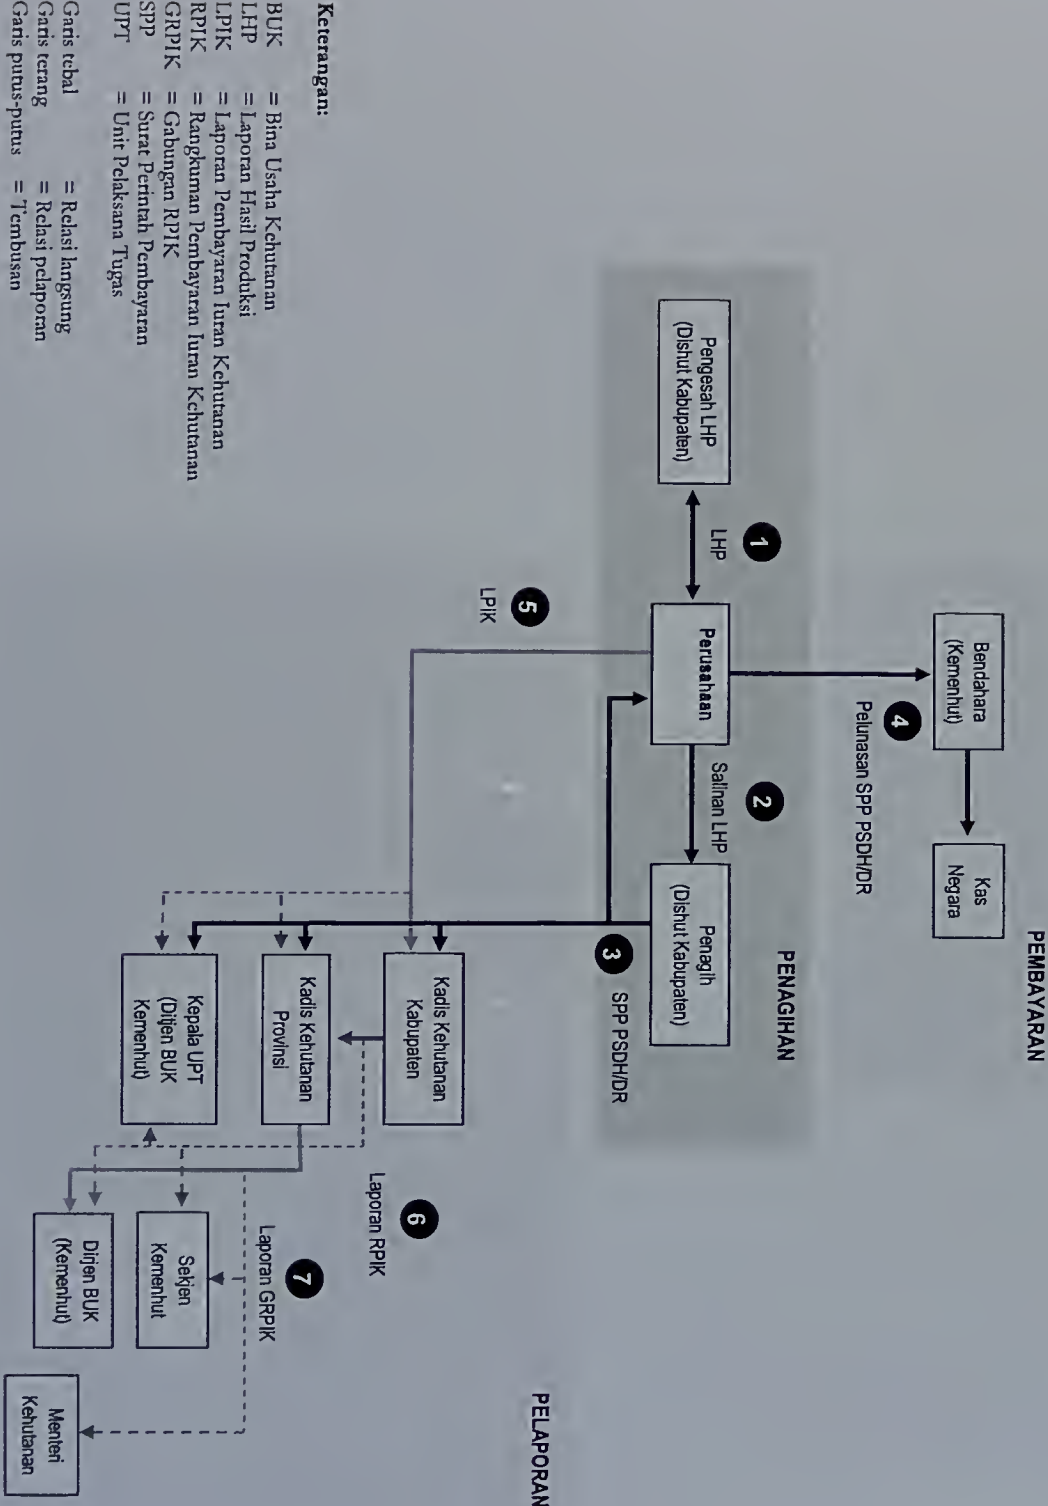 PEMBAYARAN
Bendahara
(Kemenhut)
Kas
Negara
4
Pelunasan SPP PSDH/DR
PENAGIHAN
1
LHP
2
Salinan LHP
Pengesah LHP
(Dishut Kabupaten)
Perusahaan
Penagih
(Dishut Kabupaten)
3
SPP PSDH/DR
5
LPIK
PELAPORAN
Kadis Kehutanan
Kabupaten
6
Laporan RPIK
Kadis Kehutanan
Provinsi
7
Laporan GRPIK
Kepala UPT
(Ditjen BUK
Kemenhut)
Sekjen
Kemenhut
Dirjen BUK
(Kemenhut)
Menteri
Kehutanan
Keterangan:
BUK = Bina Usaha Kehutanan
LHP = Laporan Hasil Produksi
LPIK = Laporan Pembayaran Iuran Kehutanan
RPIK = Rangkuman Pembayaran Iuran Kehutanan
GRPIK = Gabungan RPIK
SPP = Surat Perintah Pembayaran
UPT = Unit Pelaksana Tugas
Garis tebal = Relasi langsung
Garis terang = Relasi pelaporan
Garis putus-putus = Tembusan